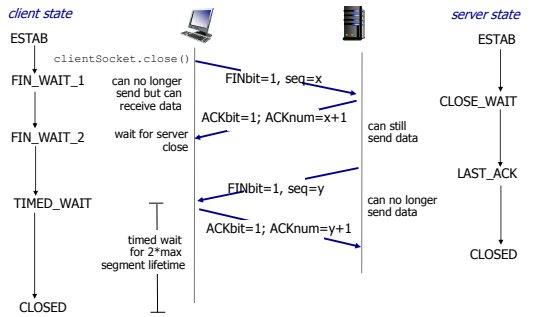 client state
server state
ESTAB
ESTAB
clientSocket.close()
FIN_WAIT_1
can no longer
send but can
receive data
FINbit=1, seq=x
CLOSE_WAIT
ACKbit=1; ACKnum=x+1
FIN_WAIT_2
wait for server
close
can still
send data
LAST_ACK
FINbit=1, seq=y
TIMED_WAIT
can no longer
send data
ACKbit=1; ACKnum=y+1
timed wait
for 2*max
segment lifetime
CLOSED
CLOSED